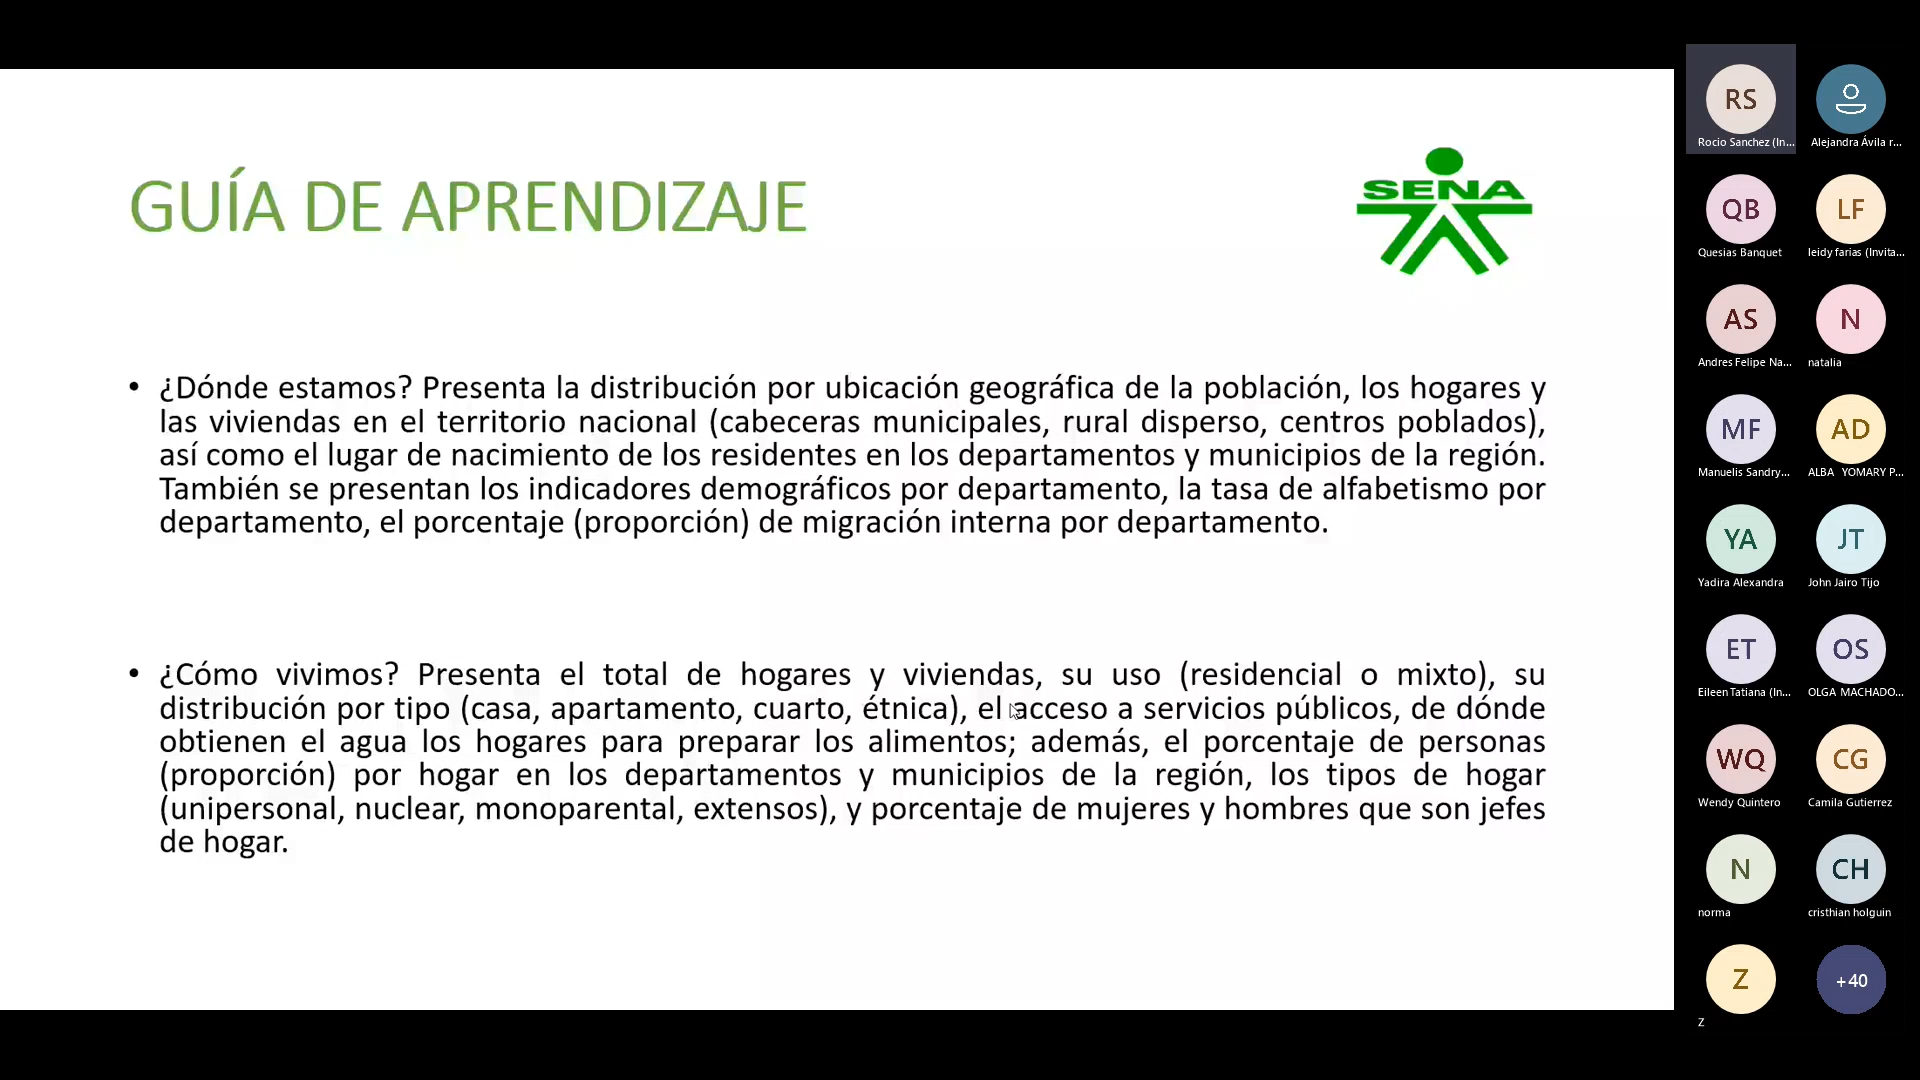 GUÍA DE APRENDIZAJE
SENA
• ¿Dónde estamos? Presenta la distribución por ubicación geográfica de la población, los hogares y
las viviendas en el territorio nacional (cabeceras municipales, rural disperso, centros poblados),
así como el lugar de nacimiento de los residentes en los departamentos y municipios de la región.
También se presentan los indicadores demográficos por departamento, la tasa de alfabetismo por
departamento, el porcentaje (proporción) de migración interna por departamento.
• ¿Cómo vivimos? Presenta el total de hogares y viviendas, su uso (residencial o mixto), su
distribución por tipo (casa, apartamento, cuarto, étnica), el acceso a servicios públicos, de dónde
obtienen el agua los hogares para preparar los alimentos; además, el porcentaje de personas
(proporción) por hogar en los departamentos y municipios de la región, los tipos de hogar
(unipersonal, nuclear, monoparental, extensos), y porcentaje de mujeres y hombres que son jefes
de hogar.
RS
Rocio Sanchez (In...
Alejandra Ávila r...
QB
Quesias Banquet
LF
leidy farias (Invita...
AS
Andres Felipe Na...
N
natalia
MF
Manuelis Sandry...
AD
ALBA YOMARY P...
YA
Yadira Alexandra
JT
John Jairo Tijo
ET
Eileen Tatiana (In...
OS
OLGA MACHADO...
WQ
Wendy Quintero
CG
Camila Gutierrez
N
norma
CH
cristhian holguin
Z
Z
+40